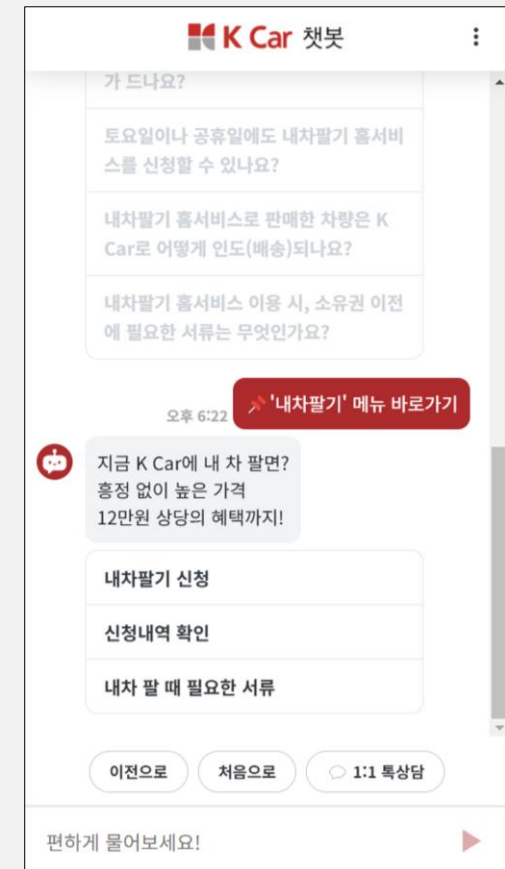 K Car 챗봇
가 드나요?
토요일이나 공휴일에도 내차팔기 홈서비
스를 신청할 수 있나요?
내차팔기 홈서비스로 판매한 차량은 K
Car로 어떻게 인도(배송)되나요?
내차팔기 홈서비스 이용 시, 소유권 이전
에 필요한 서류는 무엇인가요?
'내차팔기' 메뉴 바로가기
오후 6:22
지금 K Car에 내 차 팔면?
흥정 없이 높은 가격
12만원 상당의 혜택까지!
내차팔기 신청
신청내역 확인
내차 팔 때 필요한 서류
이전으로
처음으로
1:1 톡상담
편하게 물어보세요!